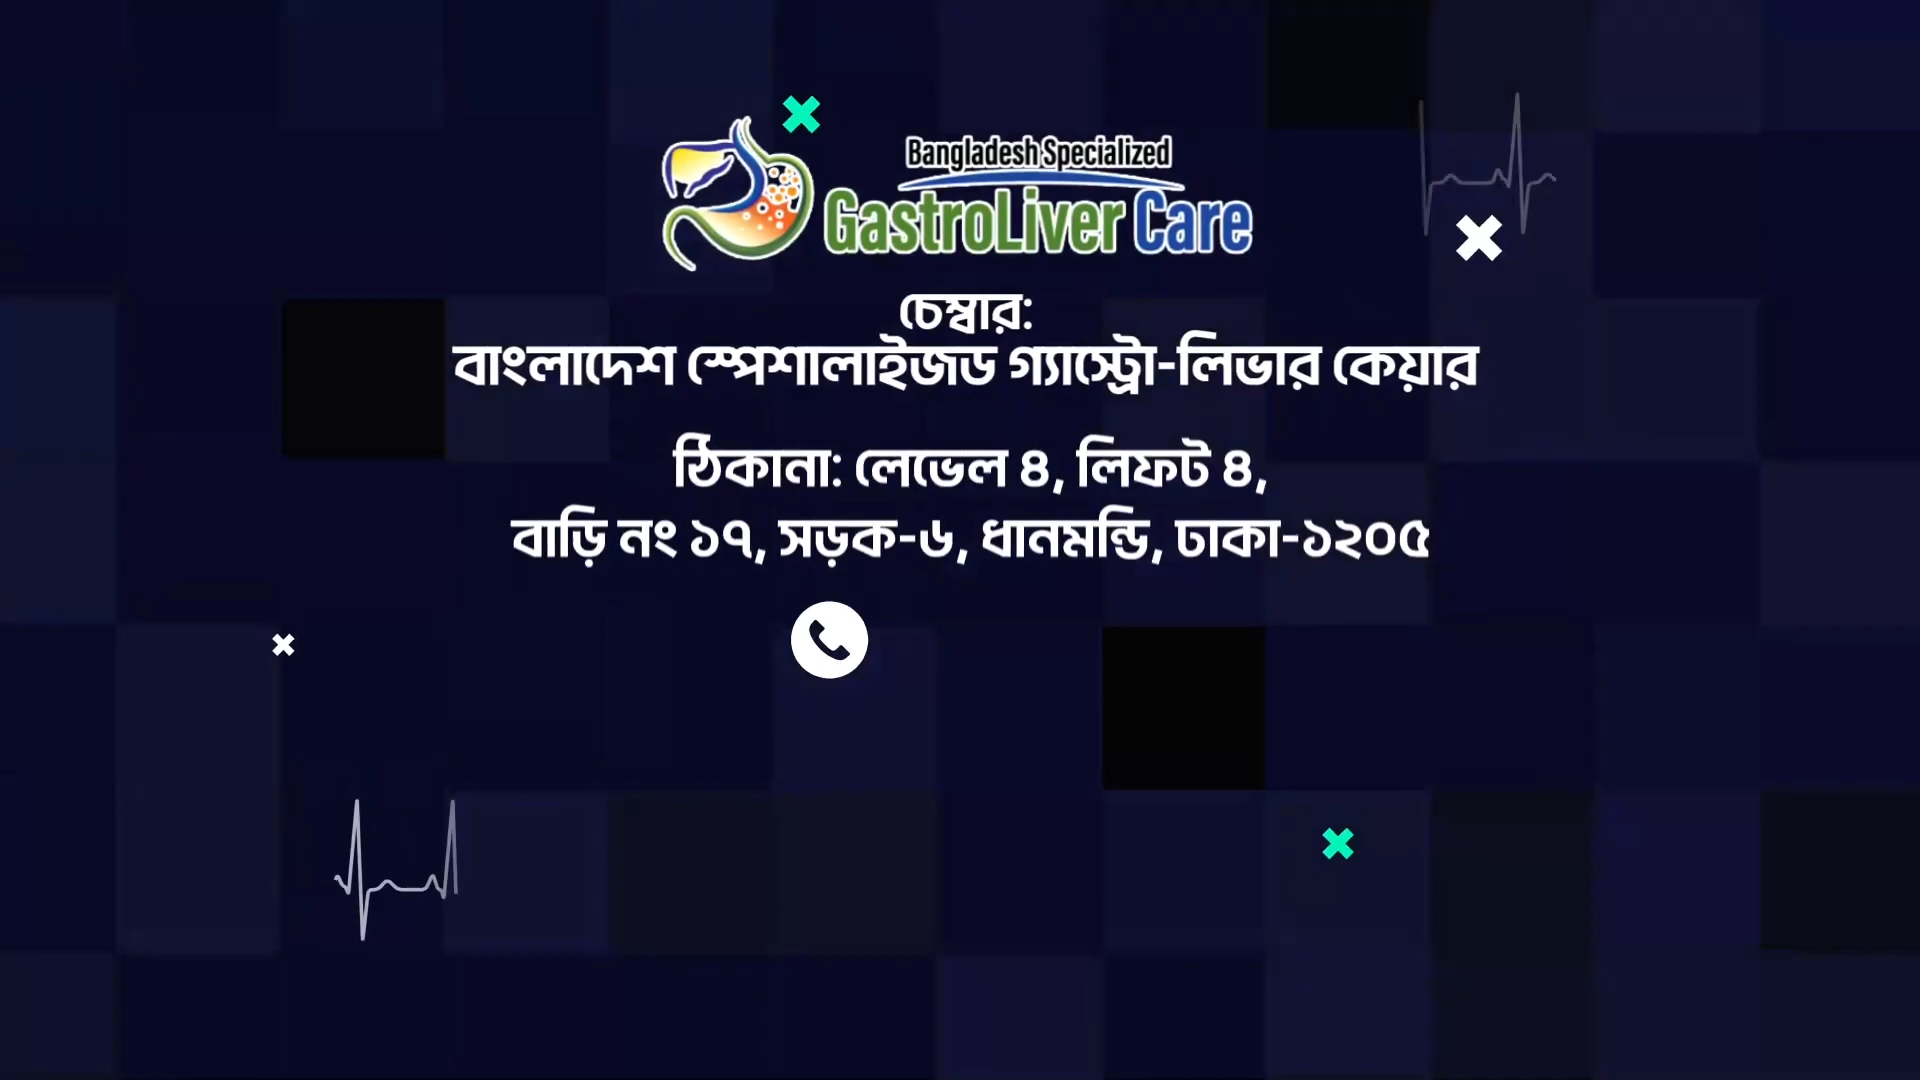 Bangladesh Specialized
GastroLiver Care
চেম্বার:
বাংলাদেশ স্পেশালাইজড গ্যাস্ট্রো-লিভার কেয়ার
ঠিকানা: লেভেল ৪, লিফট ৪,
বাড়ি নং ১৭, সড়ক-৬, ধানমন্ডি, ঢাকা-১২০৫